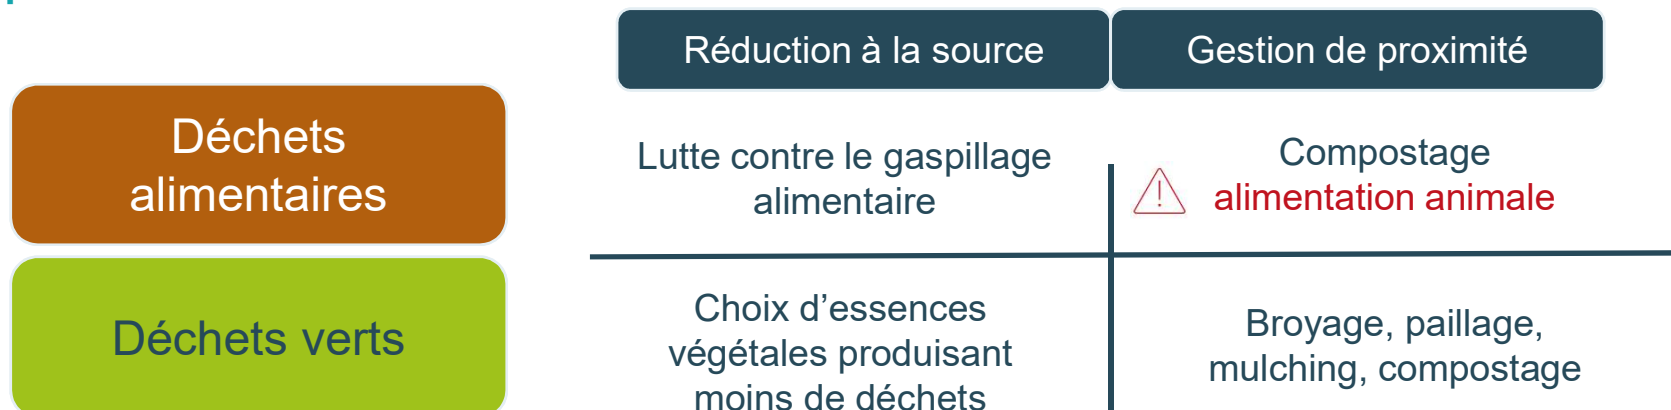 Réduction à la source
Gestion de proximité
Déchets
alimentaires
Lutte contre le gaspillage
alimentaire
Compostage
alimentation animale
Déchets verts
Choix d’essences
végétales produisant
moins de déchets
Broyage, paillage,
mulching, compostage